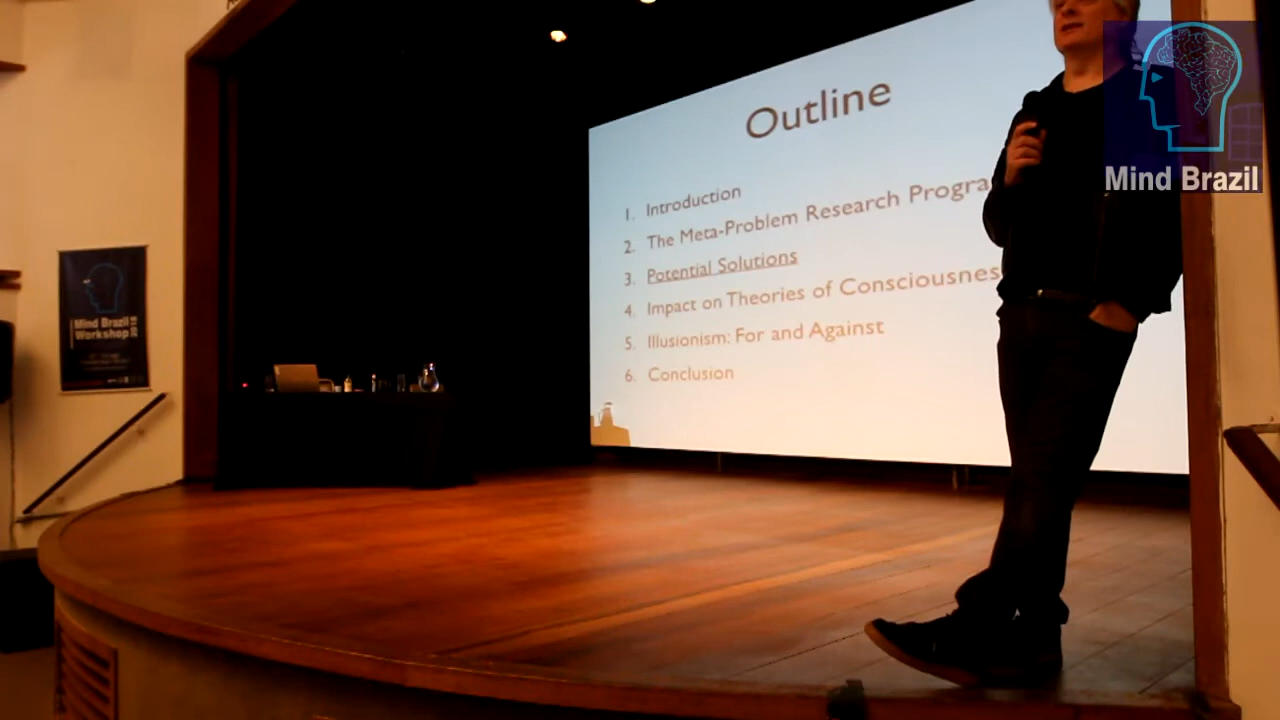 Outline
1. Introduction
2. The Meta-Problem Research Progra
3. Potential Solutions
4. Impact on Theories of Consciousnes
5. Illusionism: For and Against
6. Conclusion
Mind Brazil
Mind Brazil
Workshop